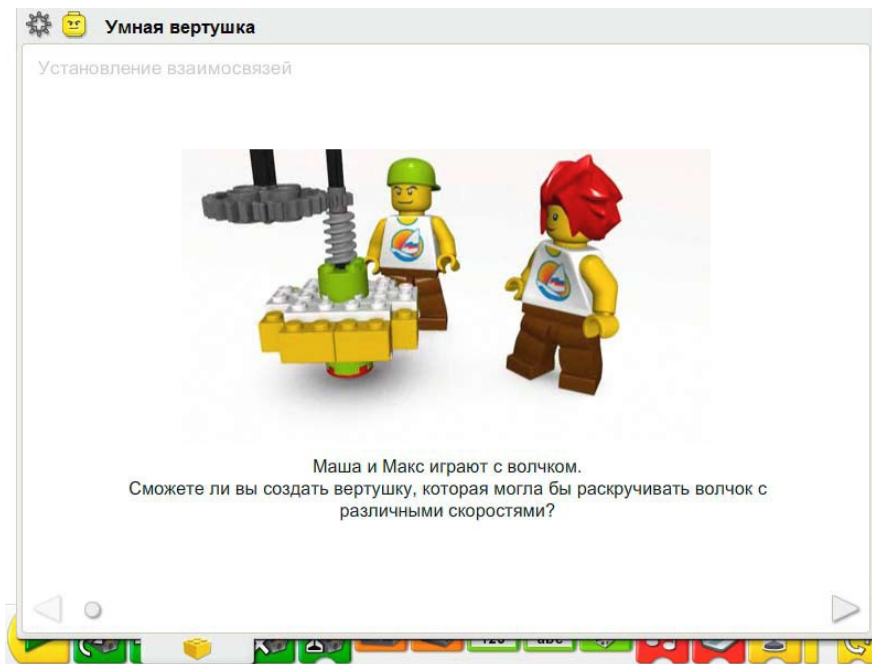 Умная вертушка
Установление взаимосвязей
Маша и Макс играют с волчком.
Сможете ли вы создать вертушку, которая могла бы раскручивать волчок с
различными скоростями?